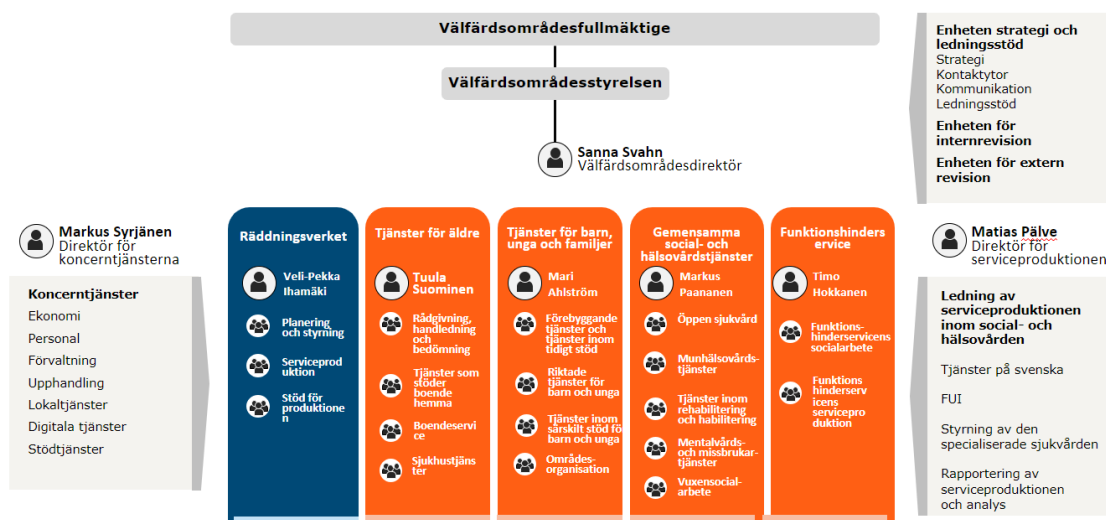 Välfärdsområdesfullmäktige
Välfärdsområdesstyrelsen
Sanna Svahn
Välfärdsområdesdirektör
Enheten strategi och
ledningsstöd
Strategi
Kontaktytor
Kommunikation
Ledningsstöd
Enheten för
internrevision
Enheten för extern
revision
Markus Syrjänen
Direktör för
koncerntjänsterna
Koncerntjänster
Ekonomi
Personal
Förvaltning
Upphandling
Lokaltjänster
Digitala tjänster
Stödtjänster
Räddningsverket
Veli-Pekka
Ihamäki
Planering
och styrning
Serviceprod
uktion
Stöd för
produktione
n
Tjänster för äldre
Tuula
Suominen
Rådgivning,
handledning
och
bedömning
Tjänster som
stöder
boende
hemma
Boendeservi
ce
Sjukhustjäns
ter
Tjänster för barn,
unga och familjer
Mari
Ahlström
Förebyggande
tjänster och
tjänster inom
tidigt stöd
Riktade
tjänster för
barn och unga
Tjänster inom
särskilt stöd fö
barn och unga
Områdes-
organisation
Gemensamma
social- och
hälsovårdstjänster
Markus
Paananen
Öppen sjukvård
Munhälsovårds-
tjänster
Tjänster inom
rehabilitering
och habilitering
Mentalvårds-
och missbrukar-
tjänster
Vuxensocial-
arbete
Funktionshinders
ervice
Timo
Hokkanen
Funktions-
hinderservicens
socialarbete
Funktions
hinderserv
icens
servicepro
duktion
Matias Pälve
Direktör för
serviceproduktionen
Ledning av
serviceproduktionen
inom social- och
hälsovården
Tjänster på svenska
FUI
Styrning av den
specialiserade sjukvården
Rapportering av
serviceproduktionen
och analys